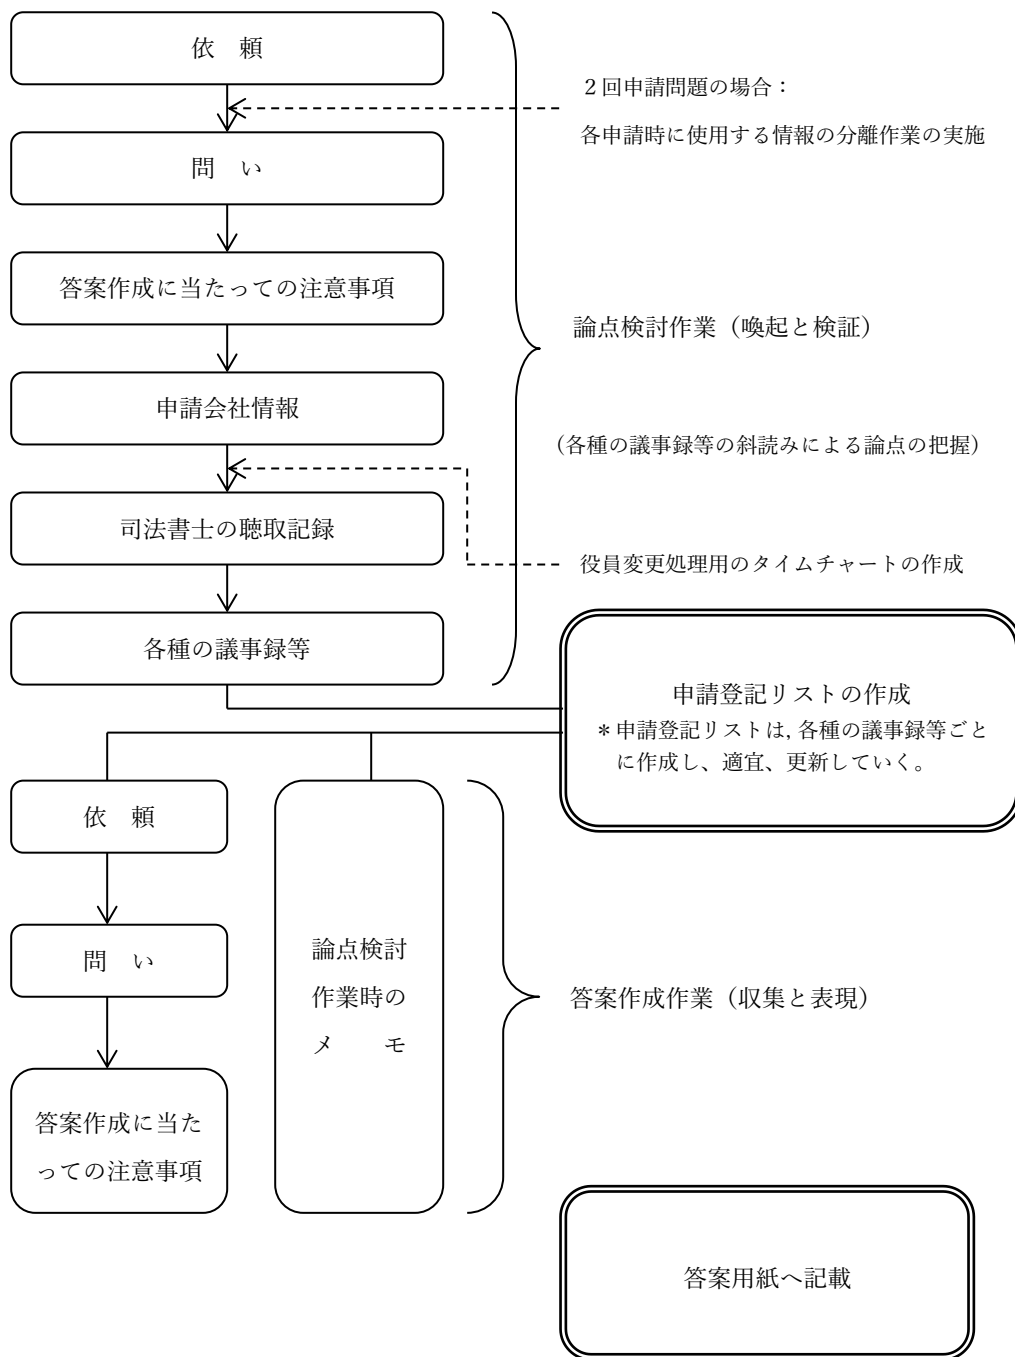 依　頼
２回申請問題の場合：
各申請時に使用する情報の分離作業の実施
問　い
答案作成に当たっての注意事項
論点検討作業（喚起と検証）
申請会社情報
（各種の議事録等の斜読みによる論点の把握）
司法書士の聴取記録
役員変更処理用のタイムチャートの作成
各種の議事録等
申請登記リストの作成
＊申請登記リストは，各種の議事録等ごと
に作成し、適宜、更新していく。
依　頼
問　い
答案作成に当た
っての注意事項
論点検討
作業時の
メ　　モ
答案作成作業（収集と表現）
答案用紙へ記載